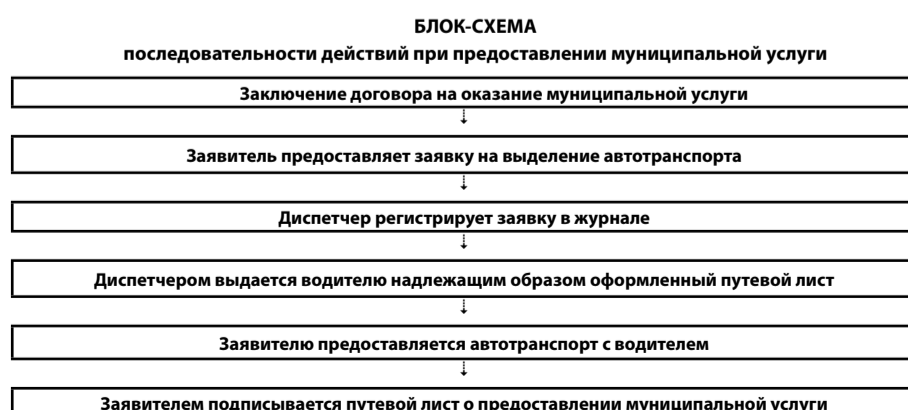 БЛОК-СХЕМА
последовательности действий при предоставлении муниципальной услуги
Заключение договора на оказание муниципальной услуги
Заявитель предоставляет заявку на выделение автотранспорта
Диспетчер регистрирует заявку в журнале
Диспетчером выдается водителю надлежащим образом оформленный путевой лист
Заявителю предоставляется автотранспорт с водителем
Заявителем подписывается путевой лист о предоставлении муниципальной услуги